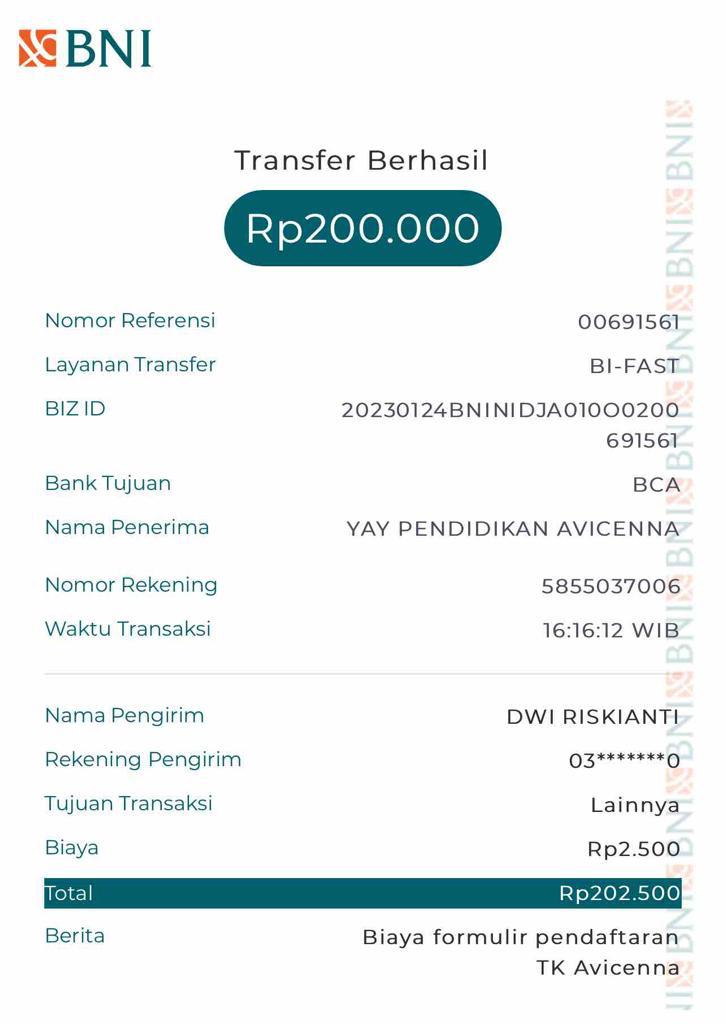 BNI
Transfer Berhasil
Rp200.000
Nomor Referensi 00691561
Layanan Transfer BI-FAST
BIZ ID 20230124BNINIDJA010O0200
691561
Bank Tujuan BCA
Nama Penerima YAY PENDIDIKAN AVICENNA
Nomor Rekening 5855037006
Waktu Transaksi 16:16:12 WIB
Nama Pengirim DWI RISKIANTI
Rekening Pengirim 03*******0
Tujuan Transaksi Lainnya
Biaya Rp2.500
Total Rp202.500
Berita Biaya formulir pendaftaran
TK Avicenna
BNI BNI BNI BNI BNI BNI BNI BNI BNI BNI